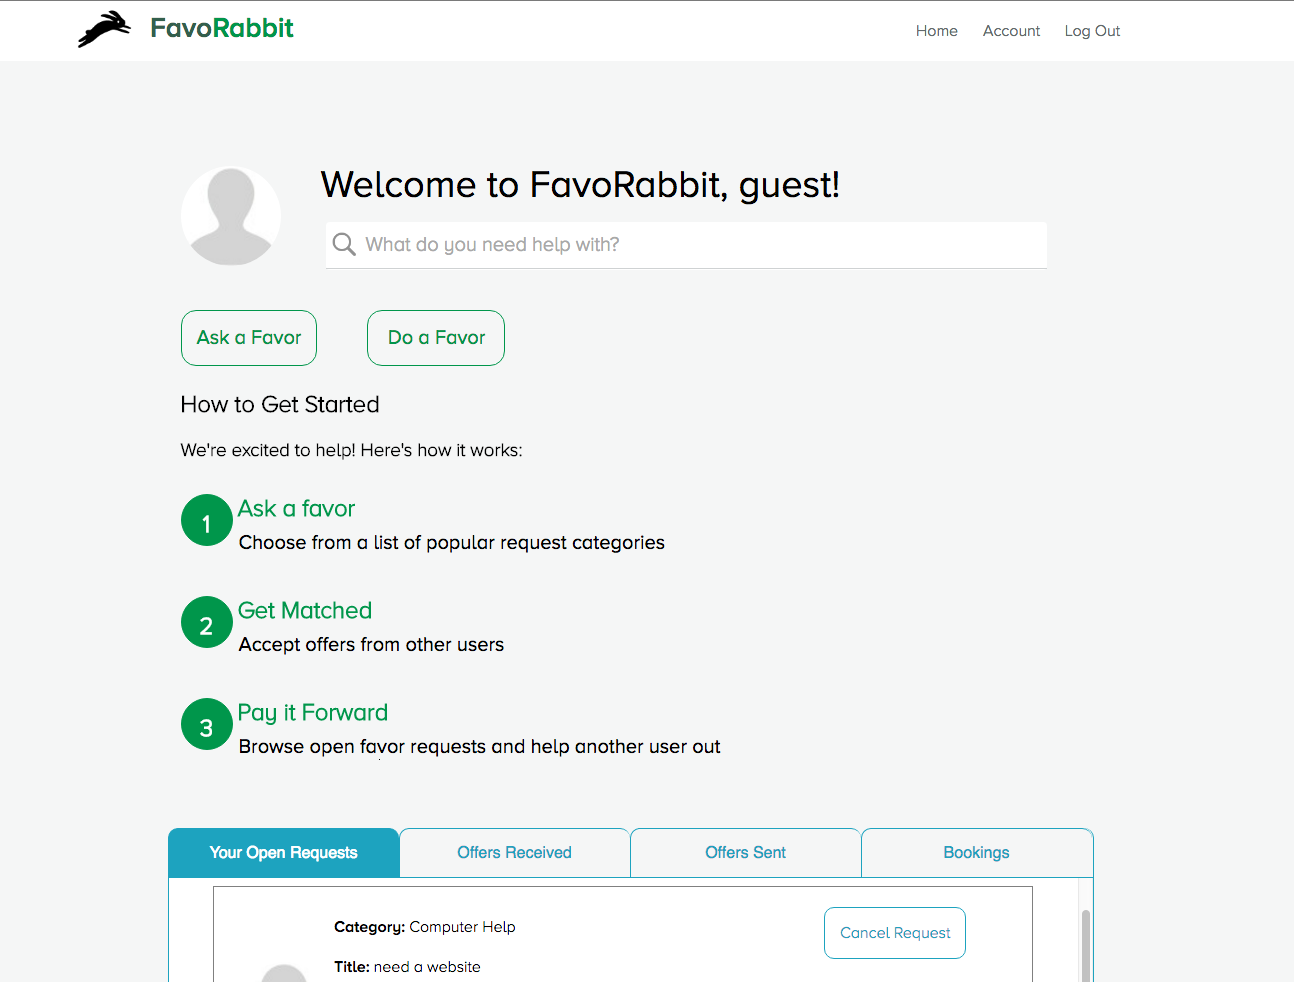 FavoRabbit
Home Account Log Out
Welcome to FavoRabbit, guest!
What do you need help with?
Ask a Favor Do a Favor
How to Get Started
We're excited to help! Here's how it works:
1 Ask a favor
Choose from a list of popular request categories
2 Get Matched
Accept offers from other users
3 Pay it Forward
Browse open favor requests and help another user out
Your Open Requests Offers Received Offers Sent Bookings
Category: Computer Help
Cancel Request
Title: need a website